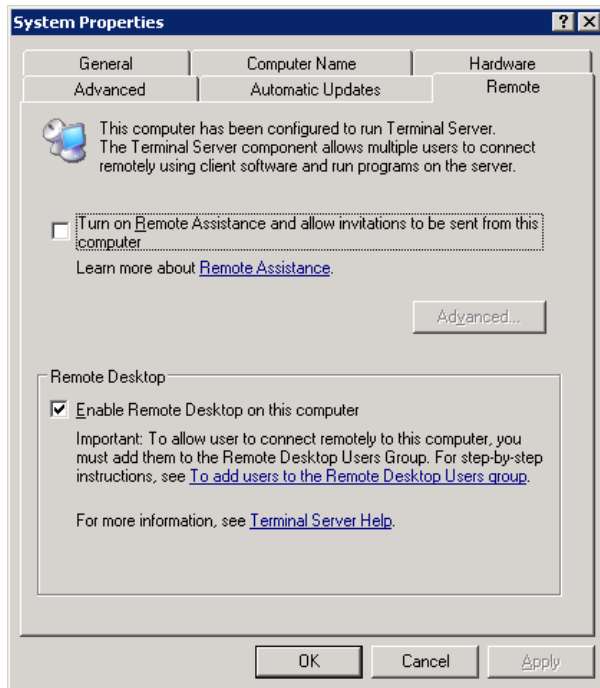 System Properties
General
Computer Name
Hardware
Advanced
Automatic Updates
Remote
This computer has been configured to run Terminal Server.
The Terminal Server component allows multiple users to connect
remotely using client software and run programs on the server.
Turn on Remote Assistance and allow invitations to be sent from this
computer
Learn more about Remote Assistance.
Advanced...
Remote Desktop
Enable Remote Desktop on this computer
Important: To allow user to connect remotely to this computer, you
must add them to the Remote Desktop Users Group. For step-by-step
instructions, see To add users to the Remote Desktop Users group.
For more information, see Terminal Server Help.
OK
Cancel
Apply